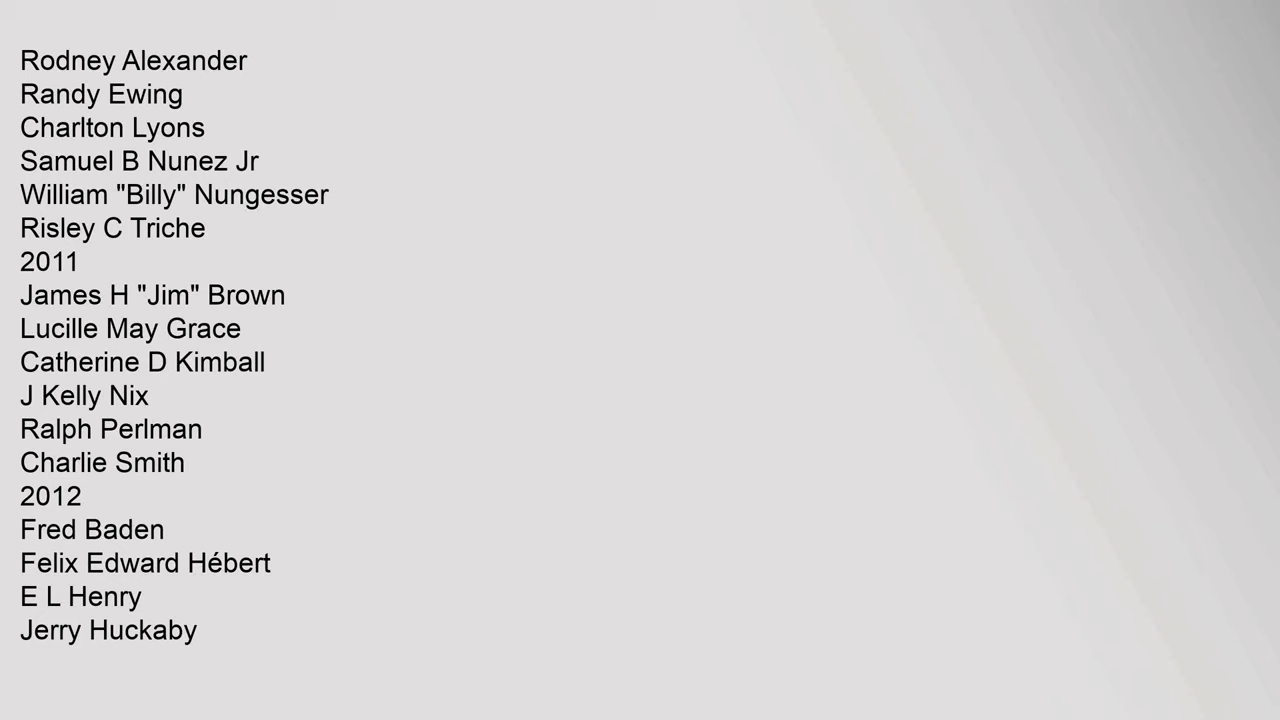 Rodney Alexander
Randy Ewing
Charlton Lyons
Samuel B Nunez Jr
William "Billy" Nungesser
Risley C Triche
2011
James H "Jim" Brown
Lucille May Grace
Catherine D Kimball
J Kelly Nix
Ralph Perlman
Charlie Smith
2012
Fred Baden
Felix Edward Hébert
E L Henry
Jerry Huckaby